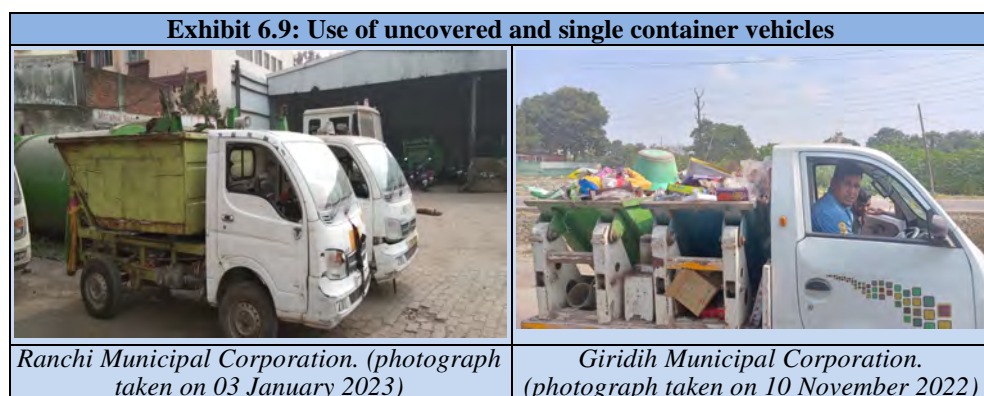 Exhibit 6.9: Use of uncovered and single container vehicles
Ranchi Municipal Corporation. (photograph
taken on 03 January 2023)
Giridih Municipal Corporation.
(photograph taken on 10 November 2022)